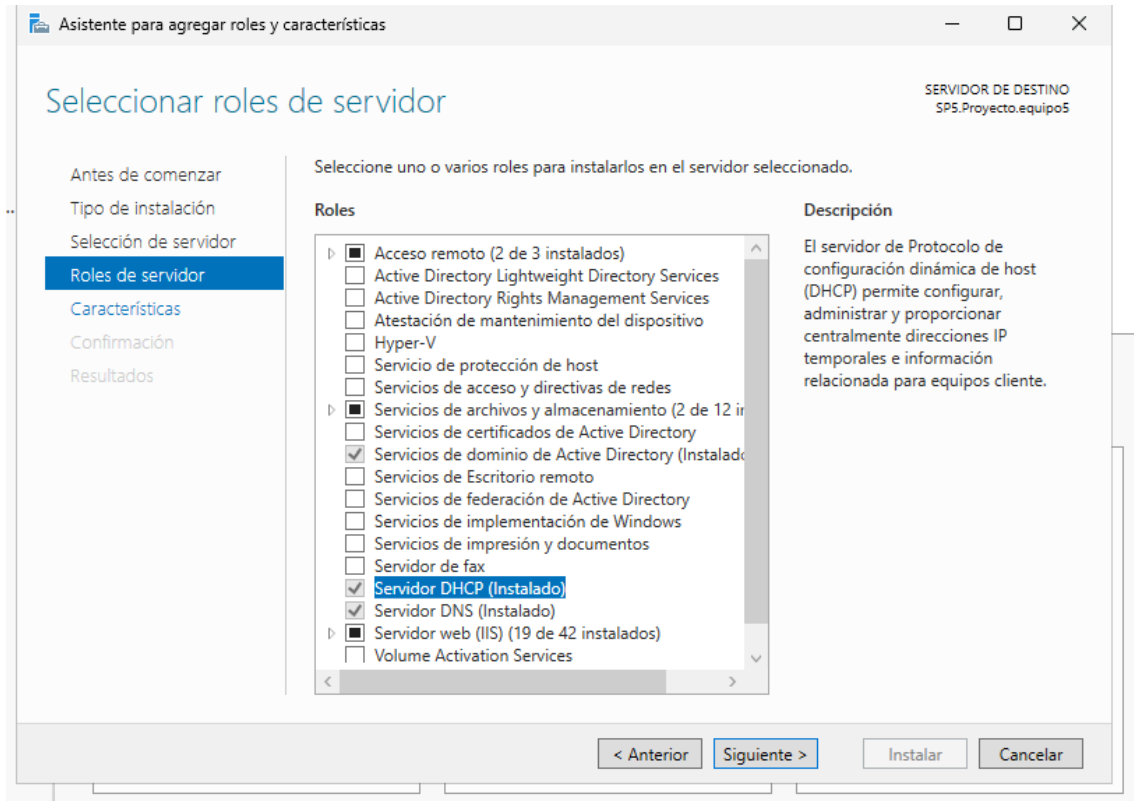 Asistente para agregar roles y características
Seleccionar roles de servidor
SERVIDOR DE DESTINO
SP5.Proyecto.equipo5
Antes de comenzar
Tipo de instalación
Selección de servidor
Roles de servidor
Características
Confirmación
Resultados
Seleccione uno o varios roles para instalarlos en el servidor seleccionado.
Roles
Acceso remoto (2 de 3 instalados)
Active Directory Lightweight Directory Services
Active Directory Rights Management Services
Atestación de mantenimiento del dispositivo
Hyper-V
Servicio de protección de host
Servicios de acceso y directivas de redes
Servicios de archivos y almacenamiento (2 de 12 in
Servicios de certificados de Active Directory
Servicios de dominio de Active Directory (Instalado
Servicios de Escritorio remoto
Servicios de federación de Active Directory
Servicios de implementación de Windows
Servicios de impresión y documentos
Servidor de fax
Servidor DHCP (Instalado)
Servidor DNS (Instalado)
Servidor web (IIS) (19 de 42 instalados)
Volume Activation Services
Descripción
El servidor de Protocolo de
configuración dinámica de host
(DHCP) permite configurar,
administrar y proporcionar
centralmente direcciones IP
temporales e información
relacionada para equipos cliente.
< Anterior
Siguiente >
Instalar
Cancelar